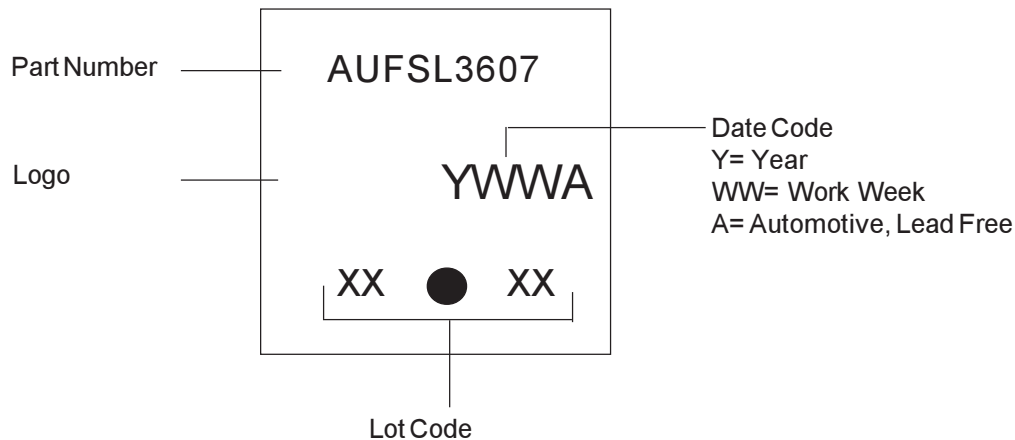 Part Number
AUFSL3607
Date Code
Y= Year
WW= Work Week
A= Automotive, Lead Free
Logo
YWWA
XX XX
Lot Code